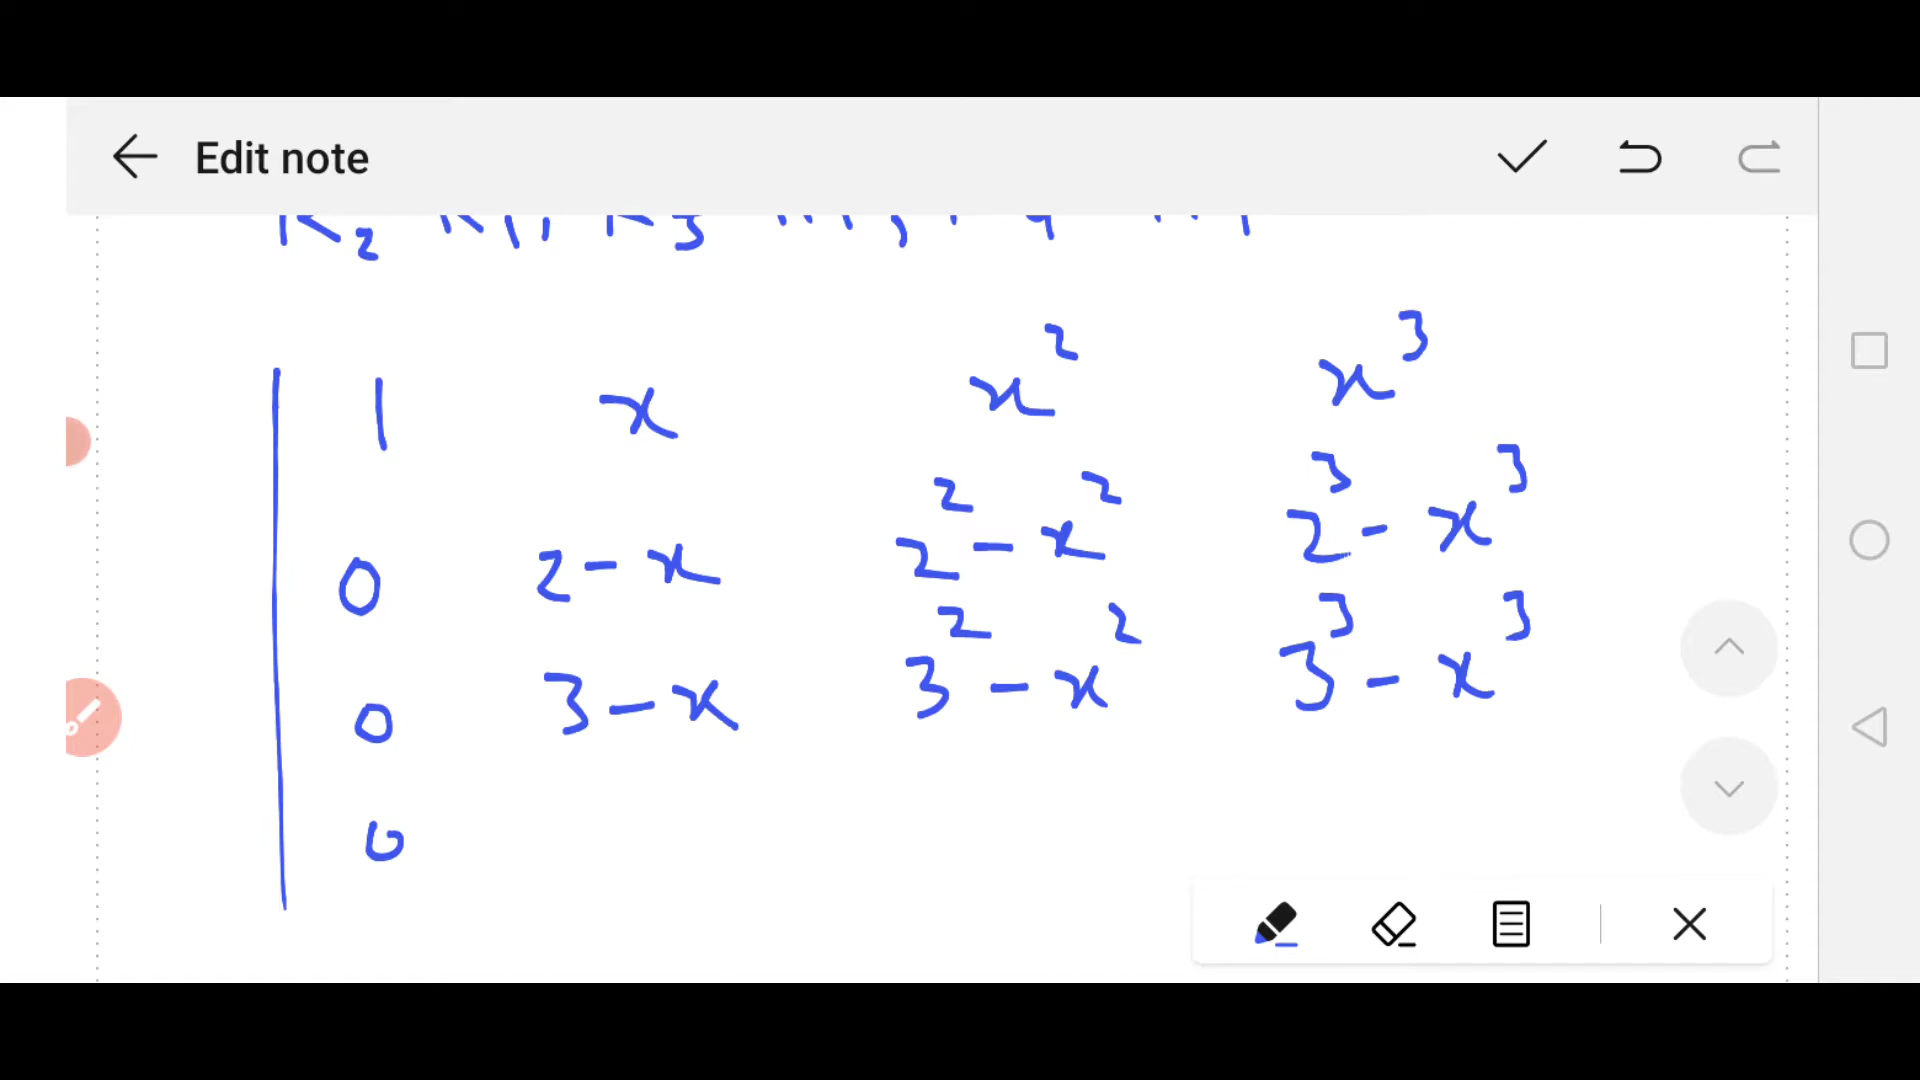 Edit note
1 x x² x³
0 2-x 2²-x² 2³-x³
0 3-x 3²-x² 3³-x³
0